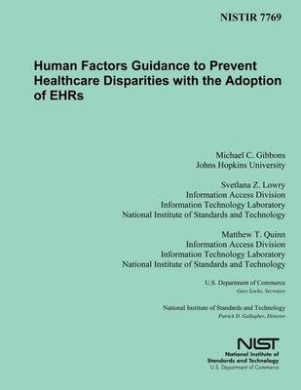 NISTIR 7769
Human Factors Guidance to Prevent
Healthcare Disparities with the Adoption
of EHRs
Michael C. Gibbons
Johns Hopkins University
Svetlana Z. Lowry
Information Access Division
Information Technology Laboratory
National Institute of Standards and Technology
Matthew T. Quinn
Information Access Division
Information Technology Laboratory
National Institute of Standards and Technology
U.S. Department of Commerce
Gary Locke, Secretary
National Institute of Standards and Technology
Patrick D. Gallagher, Director
NIST
National Institute of
Standards and Technology
U.S. Department of Commerce